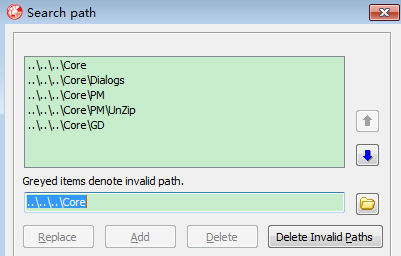 Search path
..\..\..\Core
..\..\..\Core\Dialogs
..\..\..\Core\PM
..\..\..\Core\PM\UnZip
..\..\..\Core\GD
Greyed items denote invalid path.
..\..\..\Core
Replace Add Delete Delete Invalid Paths